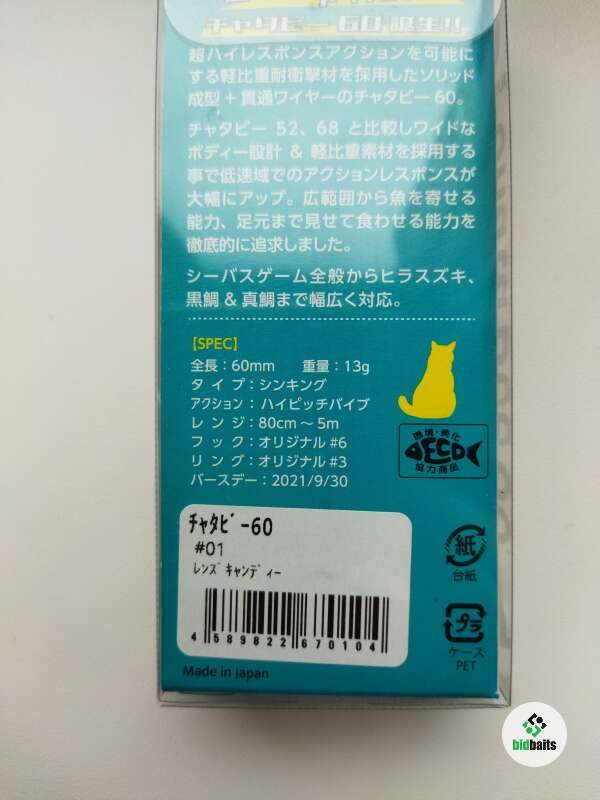 チャタビー60 誕生!!
超ハイレスポンスアクションを可能に
する軽比重耐衝撃材を採用したソリッド
成型＋貫通ワイヤーのチャタビー60。
チャタビー 52、68 と比較しワイドな
ボディー設計 & 軽比重素材を採用する
事で低速域でのアクションレスポンスが
大幅にアップ。広範囲から魚を寄せる
能力、足元まで見せて食わせる能力を
徹底的に追求しました。
シーバスゲーム全般からヒラスズキ、
黒鯛 & 真鯛まで幅広く対応。
【SPEC】
全長：60mm 重量：13g
タイプ：シンキング
アクション：ハイピッチバイブ
レンジ：80cm～5m
フック：オリジナル #6
リング：オリジナル #3
バースデー：2021/9/30
環境・美化
ECO
協力商品
チャタビー60
#01
レンズキャンディー
4 589822 670104
紙
台紙
プラ
ケース
PET
Made in Japan
bidbaits